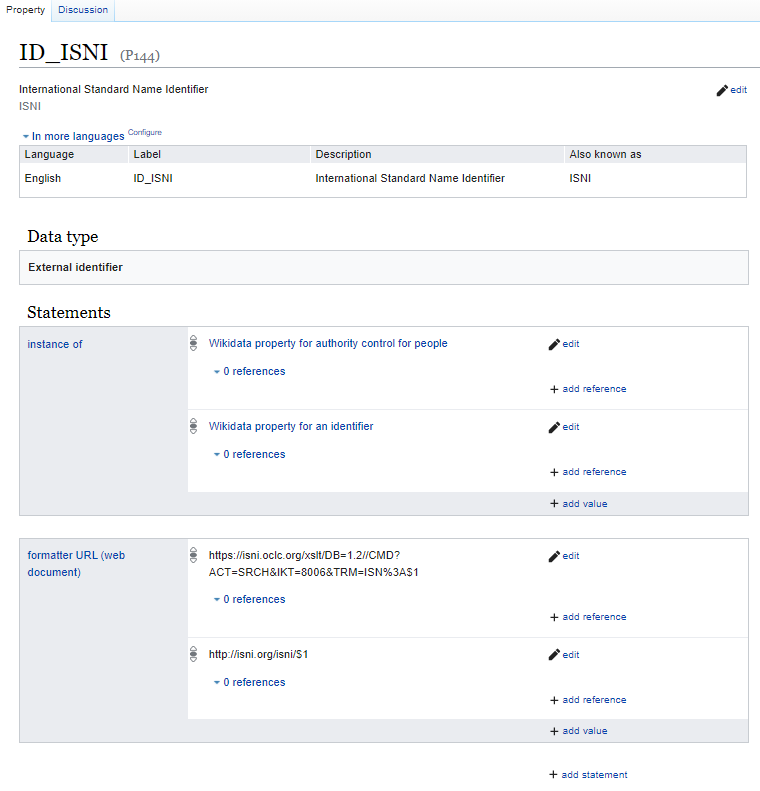 Property Discussion
ID_ISNI (P144)
International Standard Name Identifier edit
ISNI
In more languages Configure
Language Label Description Also known as
English ID_ISNI International Standard Name Identifier ISNI
Data type
External identifier
Statements
instance of Wikidata property for authority control for people edit
0 references
+ add reference
Wikidata property for an identifier edit
0 references
+ add reference
+ add value
formatter URL (web https://isni.oclc.org/xslt/DB=1.2//CMD? edit
document) ACT=SRCH&IKT=8006&TRM=ISN%3A$1
0 references
+ add reference
http://isni.org/isni/$1 edit
0 references
+ add reference
+ add value
+ add statement